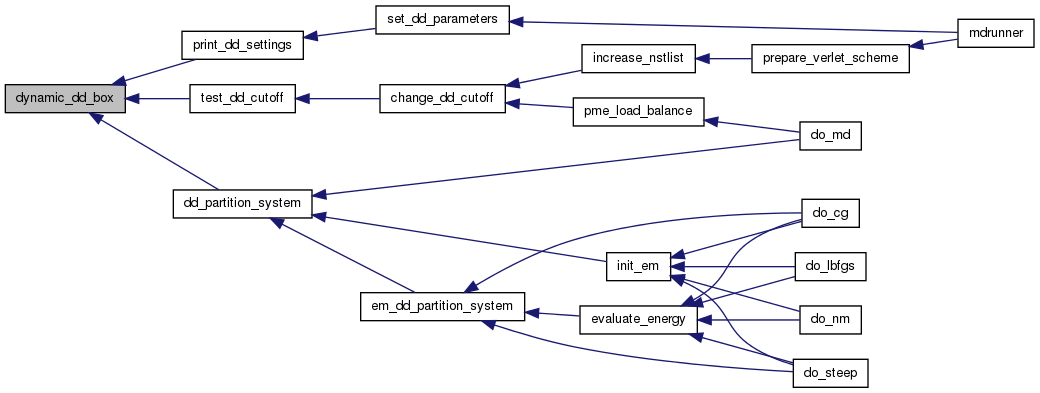 set_dd_parameters
mdrunner
print_dd_settings
increase_nstlist
prepare_verlet_scheme
dynamic_dd_box
test_dd_cutoff
change_dd_cutoff
pme_load_balance
do_md
dd_partition_system
do_cg
init_em
do_lbfgs
em_dd_partition_system
evaluate_energy
do_nm
do_steep